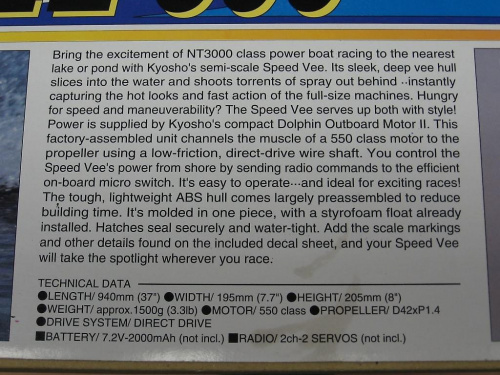 Bring the excitement of NT3000 class power boat racing to the nearest
lake or pond with Kyosho's semi-scale Speed Vee. Its sleek, deep vee hull
slices into the water and shoots torrents of spray out behind ··instantly
capturing the hot looks and fast action of the full-size machines. Hungry
for speed and maneuverability? The Speed Vee serves up both with style!
Power is supplied by Kyosho's compact Dolphin Outboard Motor II. This
factory-assembled unit channels the muscle of a 550 class motor to the
propeller using a low-friction, direct-drive wire shaft. You control the
Speed Vee's power from shore by sending radio commands to the efficient
on-board micro switch. It's easy to operate···and ideal for exciting races!
The tough, lightweight ABS hull comes largely preassembled to reduce
building time. It's molded in one piece, with a styrofoam float already
installed. Hatches seal securely and water-tight. Add the scale markings
and other details found on the included decal sheet, and your Speed Vee
will take the spotlight wherever you race.
TECHNICAL DATA
●LENGTH/ 940mm (37") ●WIDTH/ 195mm (7.7") ●HEIGHT/ 205mm (8")
●WEIGHT/ approx.1500g (3.3lb) ●MOTOR/ 550 class ●PROPELLER/ D42xP1.4
●DRIVE SYSTEM/ DIRECT DRIVE
■BATTERY/ 7.2V-2000mAh (not incl.) ■RADIO/ 2ch-2 SERVOS (not incl.)